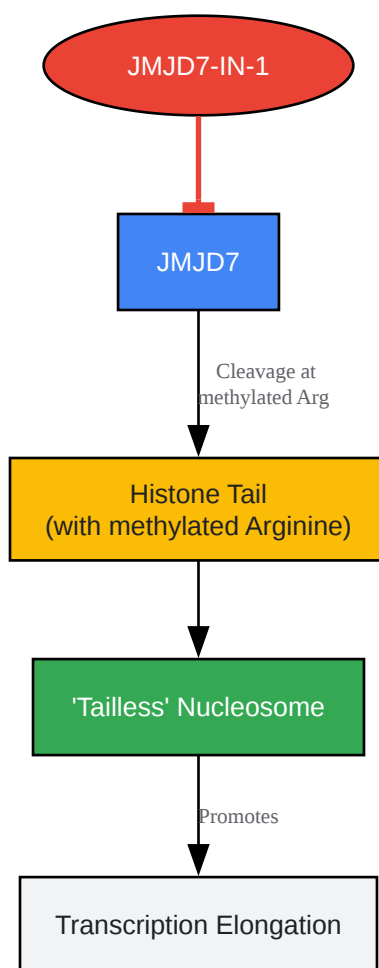 JMJD7-IN-1
JMJD7
Cleavage at
methylated Arg
Histone Tail
(with methylated Arginine)
'Tailless' Nucleosome
Promotes
Transcription Elongation